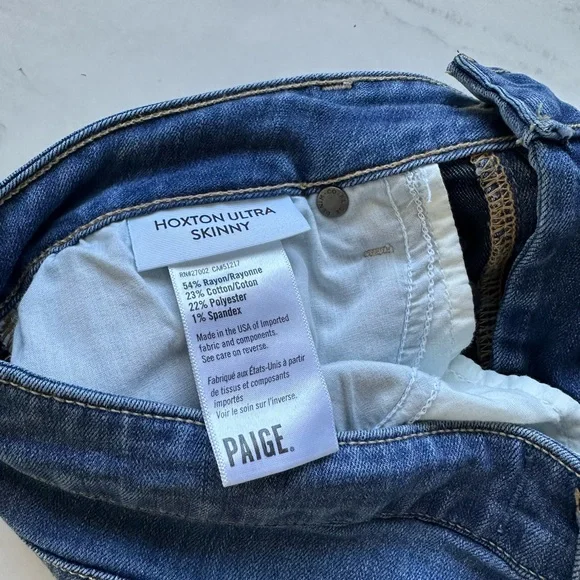 HOXTON ULTRA
SKINNY
RN#27002 CA#51217
54% Rayon/Rayonne
23% Cotton/Coton
22% Polyester
1% Spandex
Made in the USA of Imported
fabric and components.
See care on reverse.
Fabriqué aux États-Unis à partir
de tissus et composants
importés
Voir le soin sur l'inverse.
PAIGE.